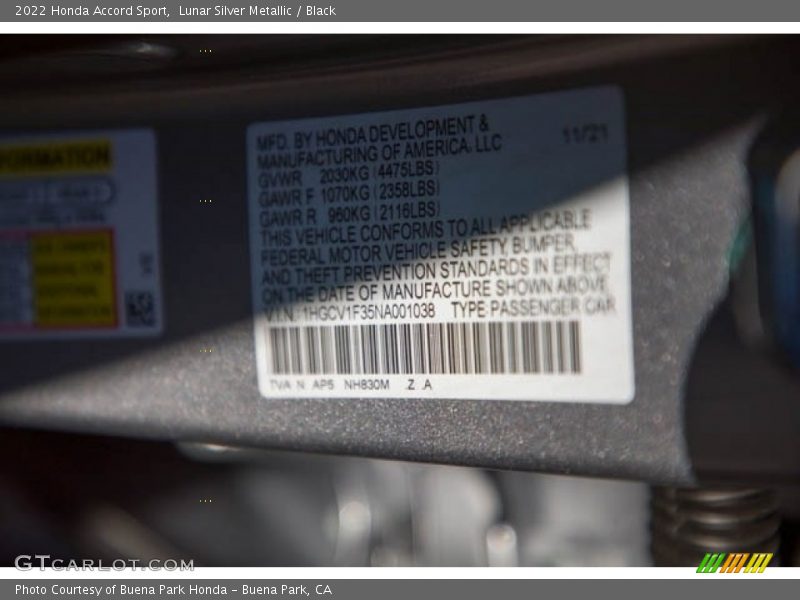 2022 Honda Accord Sport,  Lunar Silver Metallic / Black
MFD. BY HONDA DEVELOPMENT &
MANUFACTURING OF AMERICA, LLC
11/21
GVWR 2030KG (4475LBS)
GAWR F 1070KG (2358LBS)
GAWR R 960KG (2116LBS)
THIS VEHICLE CONFORMS TO ALL APPLICABLE
FEDERAL MOTOR VEHICLE SAFETY, BUMPER,
AND THEFT PREVENTION STANDARDS IN EFFECT
ON THE DATE OF MANUFACTURE SHOWN ABOVE.
V.I.N. 1HGCV1F35NA001038 TYPE:PASSENGER CAR
TVA N AP5 NH830M .Z .A
GTCARLOT.COM
Photo Courtesy of Buena Park Honda - Buena Park, CA